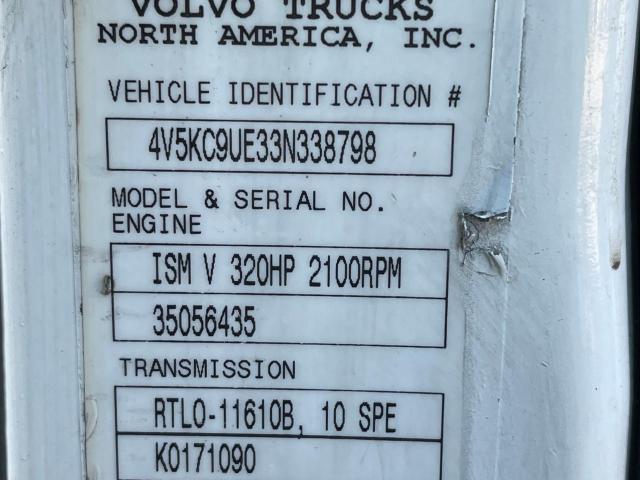 VOLVO TRUCKS
NORTH AMERICA, INC.
VEHICLE IDENTIFICATION #
4V5KC9UE33N338798
MODEL & SERIAL NO.
ENGINE
ISM V 320HP 2100RPM
35056435
TRANSMISSION
RTLO-11610B, 10 SPE
K0171090